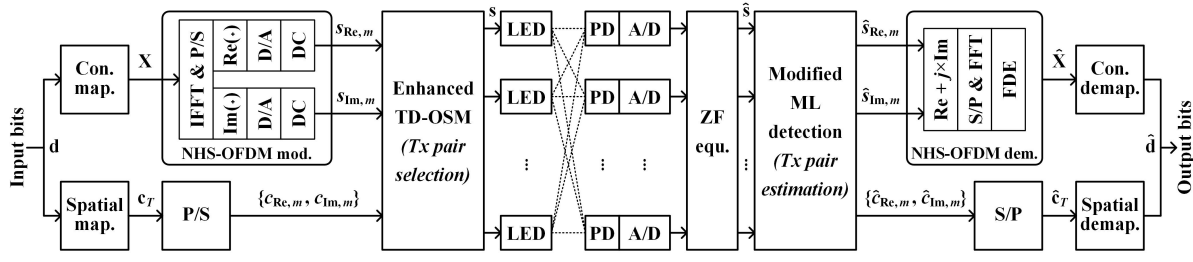 Input bits
d
Con.
map.
X
IFFT & P/S
Re(·)
D/A
DC
Im(·)
D/A
DC
NHS-OFDM mod.
s_Re, m
s_Im, m
Spatial
map.
c_T
P/S
{c_Re, m , c_Im, m}
Enhanced
TD-OSM
(Tx pair
selection)
s
LED
LED
...
LED
PD A/D
PD A/D
... ...
PD A/D
ZF
equ.
ŝ
...
Modified
ML
detection
(Tx pair
estimation)
ŝ_Re, m
ŝ_Im, m
Re + j×Im
S/P & FFT
FDE
NHS-OFDM dem.
X̂
Con.
demap.
{ĉ_Re, m , ĉ_Im, m}
S/P
ĉ_T
Spatial
demap.
d̂
Output bits